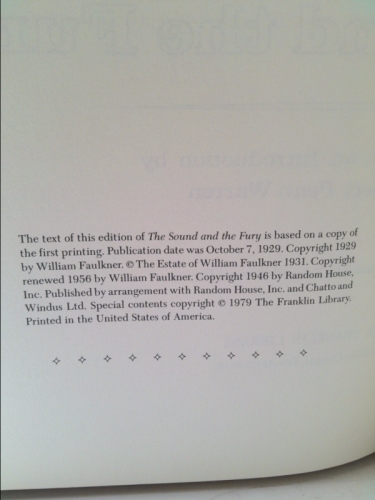 The text of this edition of The Sound and the Fury is based on a copy of
the first printing. Publication date was October 7, 1929. Copyright 1929
by William Faulkner. © The Estate of William Faulkner 1931. Copyright
renewed 1956 by William Faulkner. Copyright 1946 by Random House,
Inc. Published by arrangement with Random House, Inc. and Chatto and
Windus Ltd. Special contents copyright © 1979 The Franklin Library.
Printed in the United States of America.